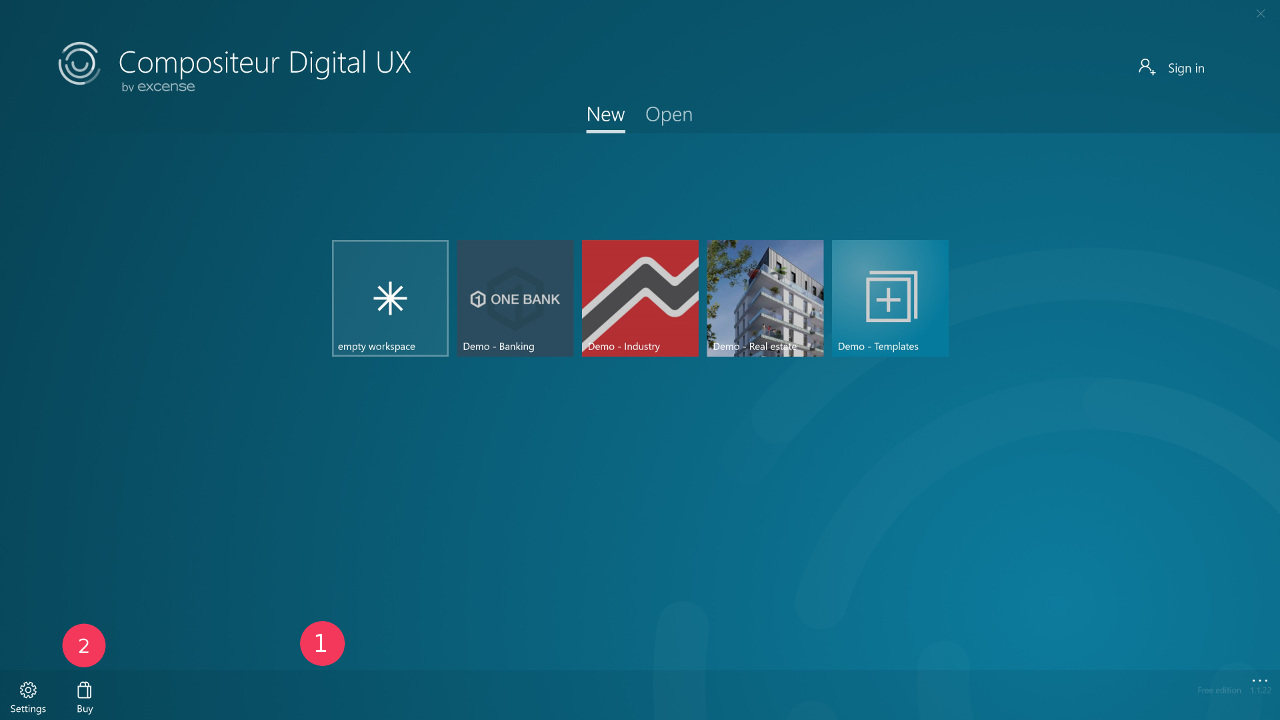 Compositeur Digital UX
by excense
Sign in
New Open
ONE BANK
empty workspace
Demo - Banking
Demo - Industry
Demo - Real estate
Demo - Templates
2
1
Settings
Buy
Free edition 1.1.22